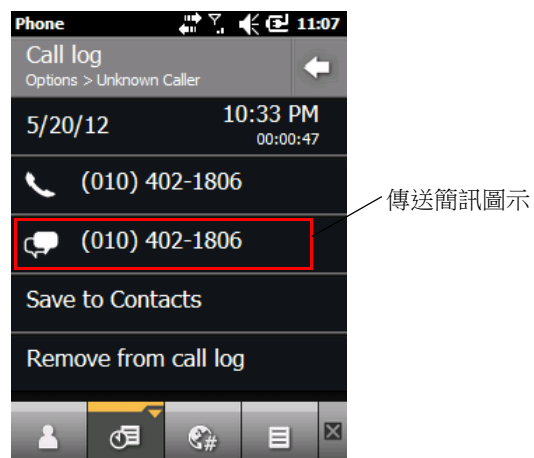 Phone 11:07
Call log
Options > Unknown Caller
5/20/12 10:33 PM
00:00:47
(010) 402-1806
(010) 402-1806
傳送簡訊圖示
Save to Contacts
Remove from call log